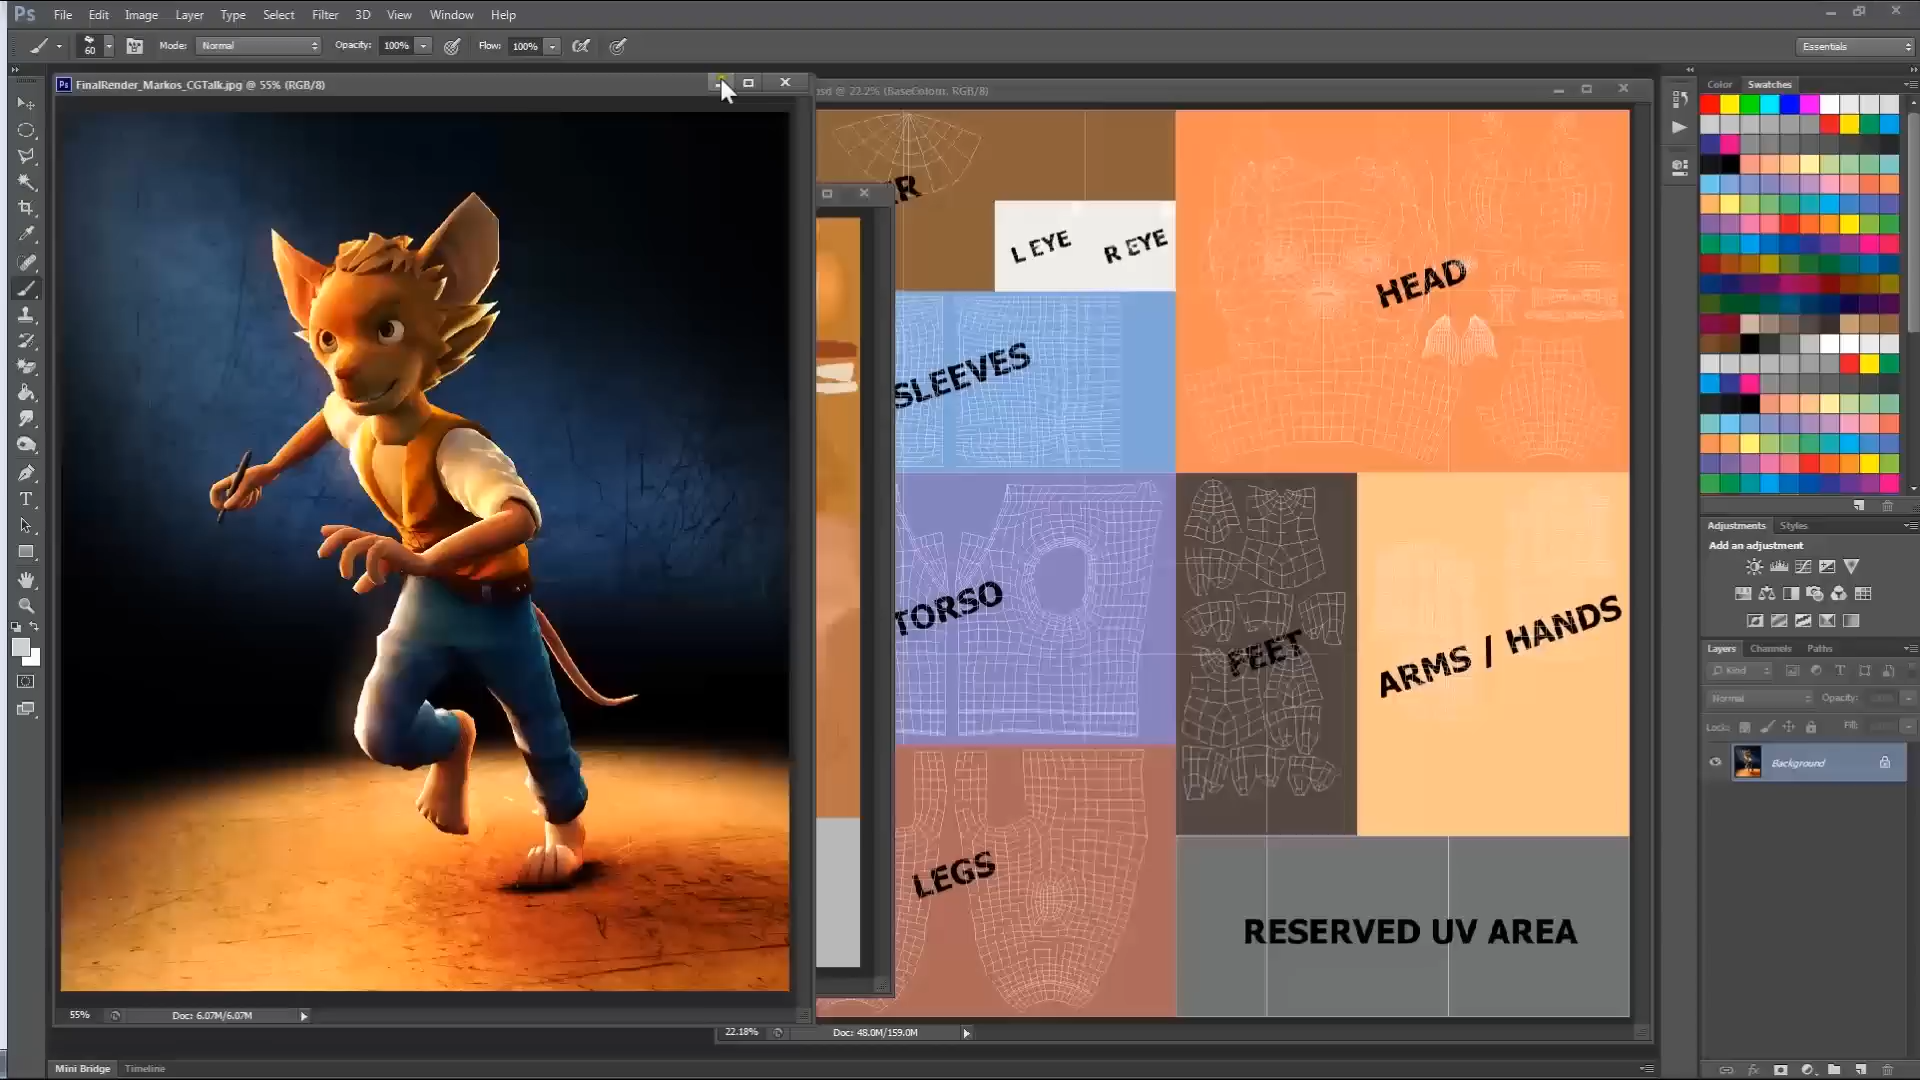 Ps File Edit Image Layer Type Select Filter 3D View Window Help
60 Mode: Normal Opacity: 100% Flow: 100% Essentials
Ps FinalRender_Markos_CGTalk.jpg @ 55% (RGB/8)
@ 22.2% (BaseColors, RGB/8)
Color Swatches
L EYE R EYE
HEAD
SLEEVES
TORSO
FEET
ARMS / HANDS
LEGS
RESERVED UV AREA
Adjustments Styles
Add an adjustment
Layers Channels Paths
Kind
Normal Opacity:
Lock: Fill:
Background
55% Doc: 6.07M/6.07M
22.18% Doc: 48.0M/159.0M
Mini Bridge Timeline